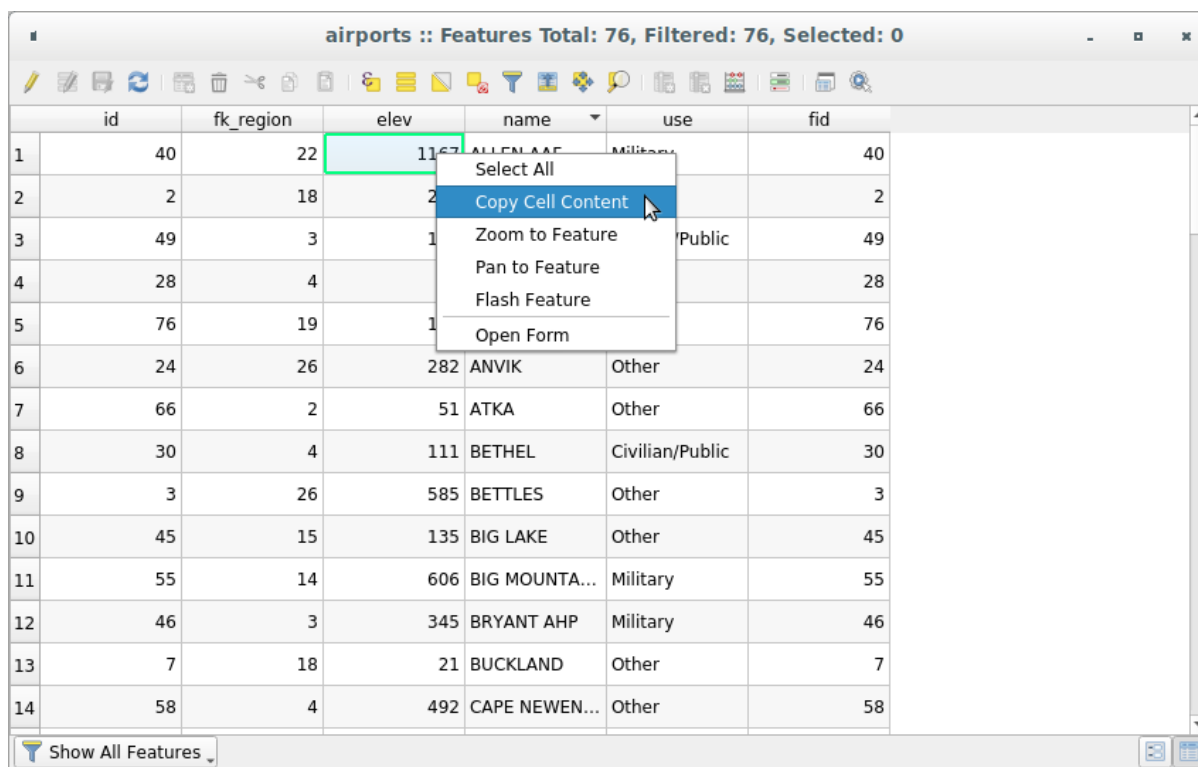 airports :: Features Total: 76, Filtered: 76, Selected: 0
id fk_region elev name use fid
1 40 22 1167 ALLEN AAF Military 40
Select All
2 2 18 2 2
Copy Cell Content
3 49 3 1 /Public 49
Zoom to Feature
4 28 4 28
Pan to Feature
5 76 19 1 76
Flash Feature
Open Form
6 24 26 282 ANVIK Other 24
7 66 2 51 ATKA Other 66
8 30 4 111 BETHEL Civilian/Public 30
9 3 26 585 BETTLES Other 3
10 45 15 135 BIG LAKE Other 45
11 55 14 606 BIG MOUNTA... Military 55
12 46 3 345 BRYANT AHP Military 46
13 7 18 21 BUCKLAND Other 7
14 58 4 492 CAPE NEWEN... Other 58
Show All Features